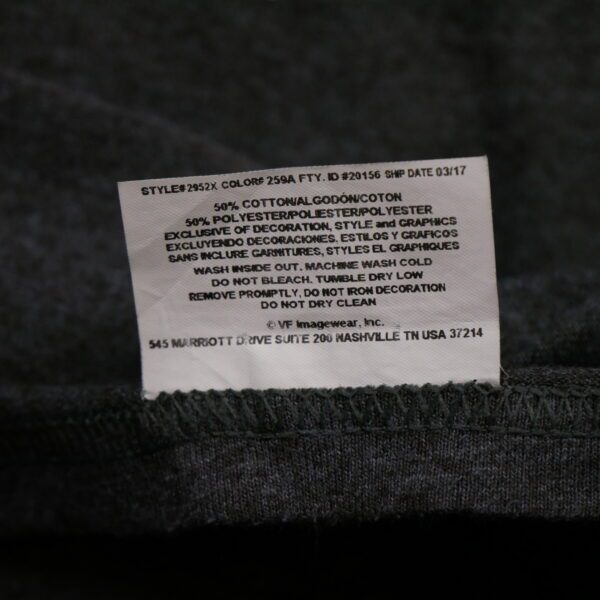 STYLE# 2952X COLOR# 259A FTY. ID #20156 SHIP DATE 03/17
50% COTTON/ALGODÓN/COTON
50% POLYESTER/POLIESTER/POLYESTER
EXCLUSIVE OF DECORATION, STYLE and GRAPHICS
EXCLUYENDO DECORACIONES. ESTILOS Y GRAFICOS
SANS INCLURE GARNITURES, STYLES EL GRAPHIQUES
WASH INSIDE OUT. MACHINE WASH COLD
DO NOT BLEACH. TUMBLE DRY LOW
REMOVE PROMPTLY, DO NOT IRON DECORATION
DO NOT DRY CLEAN
© VF Imagewear, Inc.
545 MARRIOTT DRIVE SUITE 200 NASHVILLE TN USA 37214